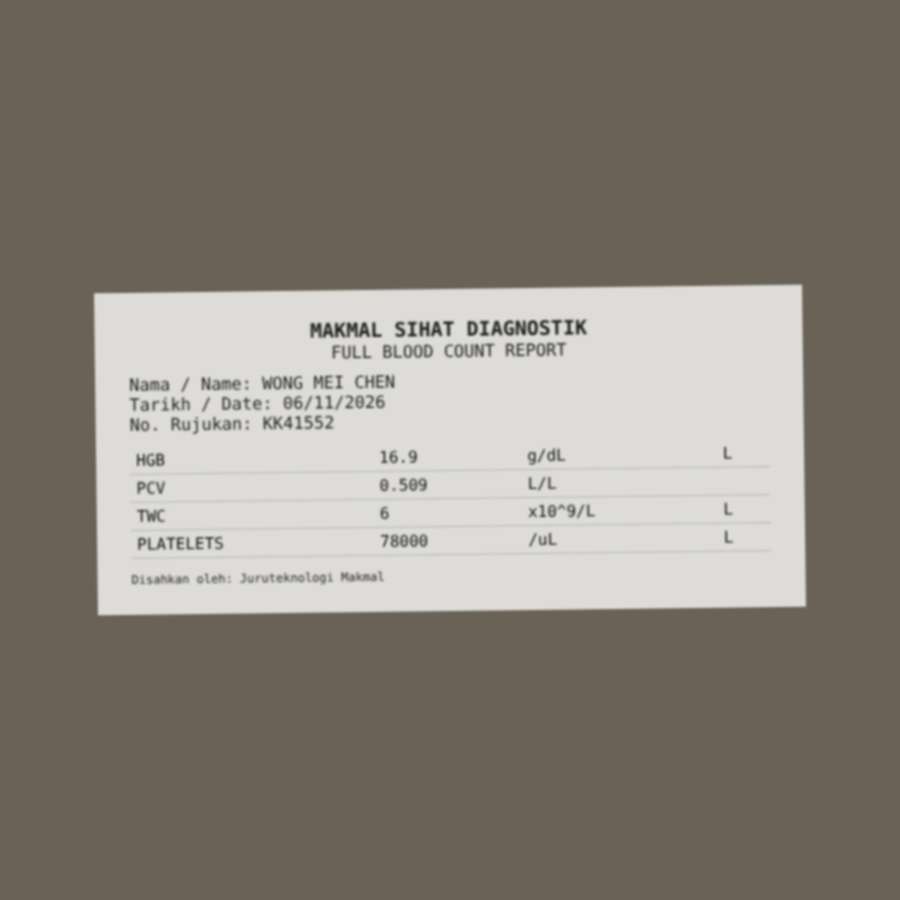 MAKMAL SIHAT DIAGNOSTIK
FULL BLOOD COUNT REPORT
Nama / Name: WONG MEI CHEN
Tarikh / Date: 06/11/2026
No. Rujukan: KK41552
HGB 16.9 g/dL L
PCV 0.509 L/L
TWC 6 x10^9/L L
PLATELETS 78000 /uL L
Disahkan oleh: Juruteknologi Makmal